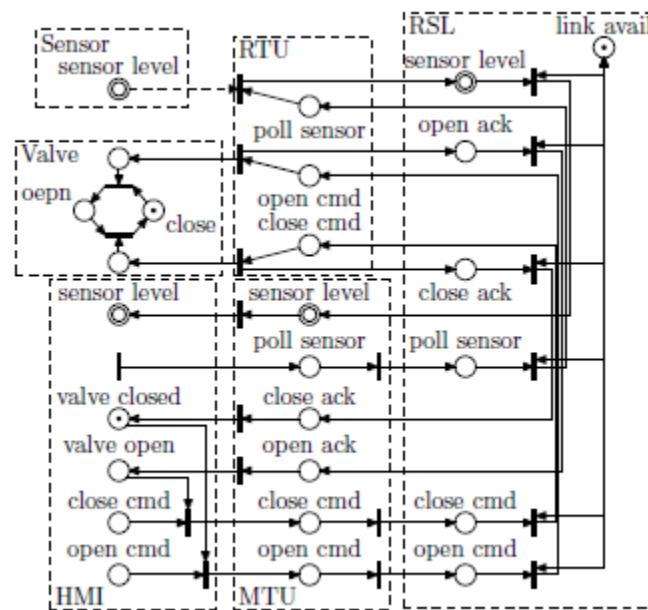 Sensor
sensor level
RTU
RSL
link avail
sensor level
poll sensor
open ack
Valve
oepn
close
open cmd
close cmd
close ack
sensor level
sensor level
poll sensor
poll sensor
valve closed
close ack
valve open
open ack
close cmd
close cmd
close cmd
open cmd
open cmd
open cmd
HMI
MTU